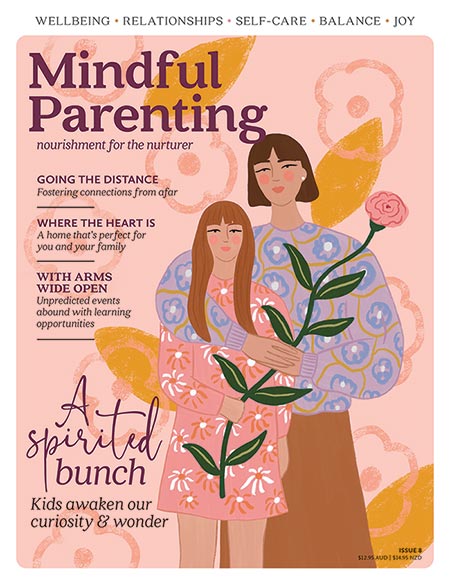 WELLBEING • RELATIONSHIPS • SELF-CARE • BALANCE • JOY
Mindful
Parenting
nourishment for the nurturer
GOING THE DISTANCE
Fostering connections from afar
WHERE THE HEART IS
A home that's perfect for
you and your family
WITH ARMS
WIDE OPEN
Unpredicted events
abound with learning
opportunities
A
spirited
bunch
Kids awaken our
curiosity & wonder
ISSUE 8
$12.95 AUD | $14.95 NZD